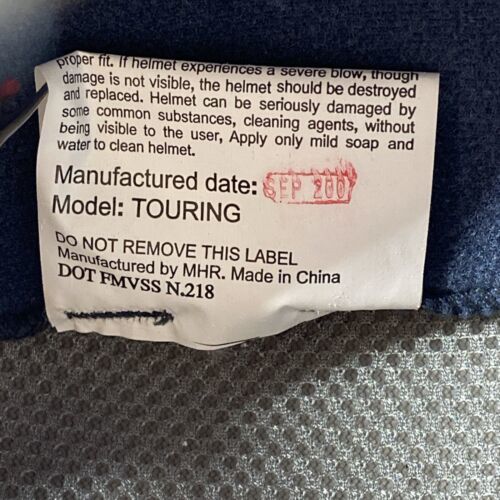 proper fit. If helmet experiences a severe blow, though
damage is not visible, the helmet should be destroyed
and replaced. Helmet can be seriously damaged by
some common substances, cleaning agents, without
being visible to the user, Apply only mild soap and
water to clean helmet.
Manufactured date: SEP 2007
Model: TOURING
DO NOT REMOVE THIS LABEL
Manufactured by MHR. Made in China
DOT FMVSS N.218